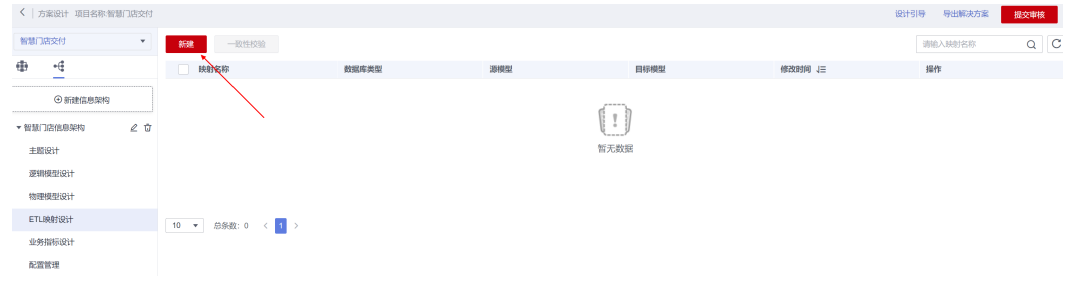 方案设计 项目名称:智慧门店交付 设计引导 导出解决方案 提交审核
智慧门店交付 新建 一致性校验 请输入映射名称
映射名称 数据库类型 源模型 目标模型 修改时间 操作
新建信息架构
智慧门店信息架构
主题设计 暂无数据
逻辑模型设计
物理模型设计
ETL映射设计 10 总条数: 0 < 1 >
业务指标设计
配置管理